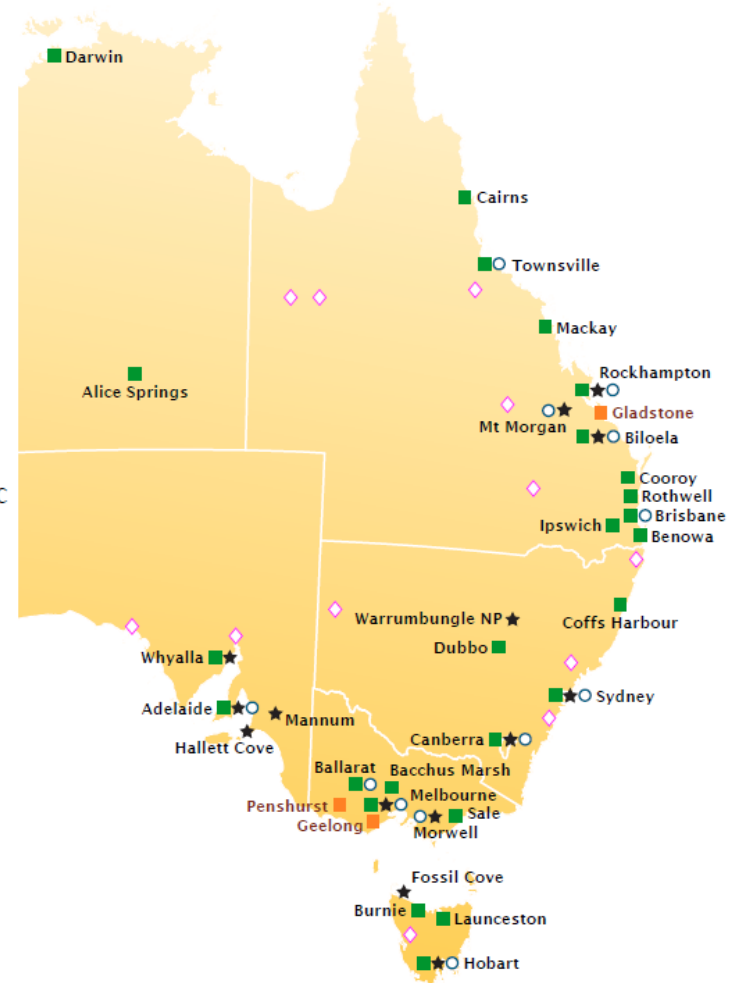 Darwin
Cairns
Townsville
Mackay
Alice Springs
Rockhampton
Gladstone
Mt Morgan
Biloela
Cooroy
C
Rothwell
Brisbane
Ipswich
Benowa
Warrumbungle NP
Coffs Harbour
Dubbo
Whyalla
Sydney
Adelaide
Mannum
Canberra
Hallett Cove
Ballarat
Bacchus Marsh
Melbourne
Penshurst
Sale
Geelong
Morwell
Fossil Cove
Burnie
Launceston
Hobart